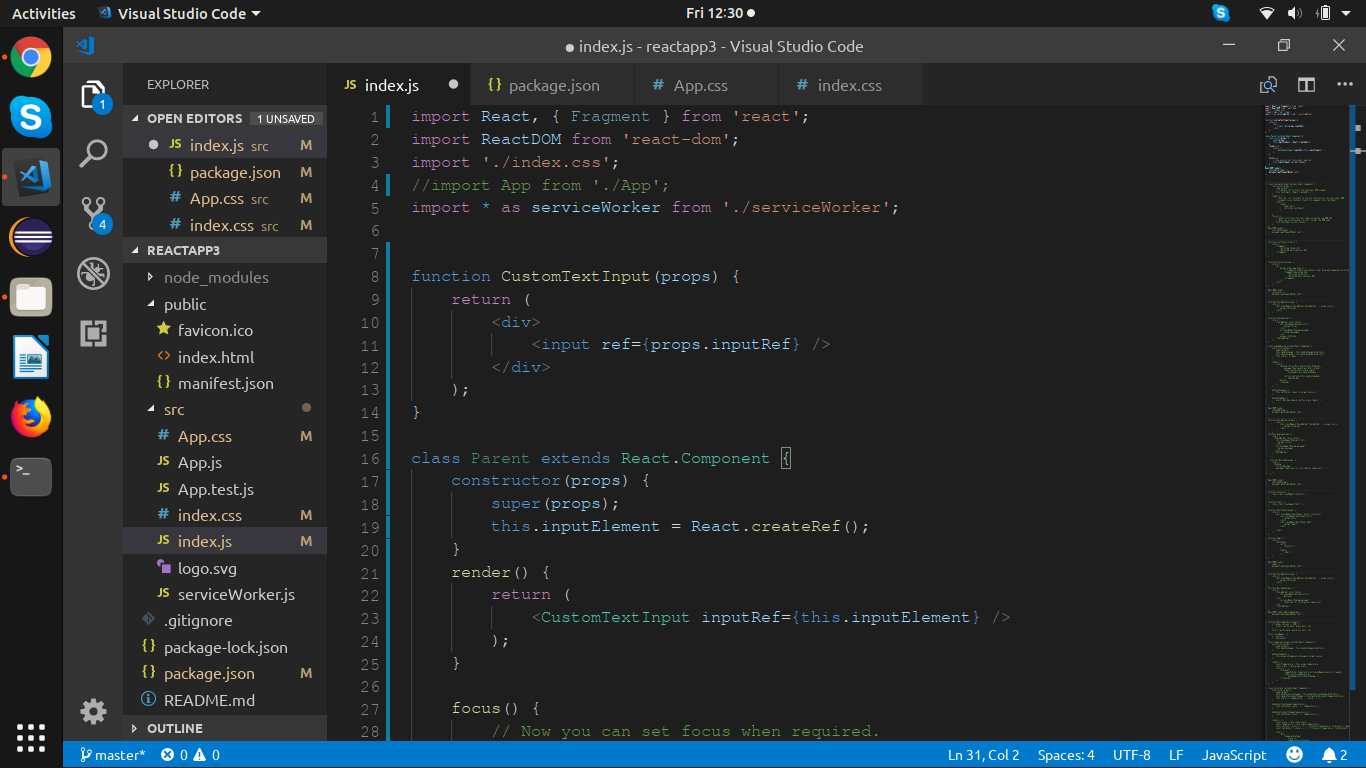 Activities Visual Studio Code Fri 12:30
index.js - reactapp3 - Visual Studio Code
EXPLORER
OPEN EDITORS 1 UNSAVED
JS index.js src M
{} package.json M
# App.css src M
# index.css src M
REACTAPP3
node_modules
public
favicon.ico
<> index.html
{} manifest.json
src
# App.css M
JS App.js
JS App.test.js
# index.css M
JS index.js M
logo.svg
JS serviceWorker.js
.gitignore
{} package-lock.json
{} package.json M
README.md
OUTLINE
1
4
JS index.js {} package.json # App.css # index.css
1 import React, { Fragment } from 'react';
2 import ReactDOM from 'react-dom';
3 import './index.css';
4 //import App from './App';
5 import * as serviceWorker from './serviceWorker';
6
7
8 function CustomTextInput(props) {
9 return (
10 <div>
11 <input ref={props.inputRef} />
12 </div>
13 );
14 }
15
16 class Parent extends React.Component {
17 constructor(props) {
18 super(props);
19 this.inputElement = React.createRef();
20 }
21 render() {
22 return (
23 <CustomTextInput inputRef={this.inputElement} />
24 );
25 }
26
27 focus() {
28 // Now you can set focus when required.
master* 0 0 Ln 31, Col 2 Spaces: 4 UTF-8 LF JavaScript 2